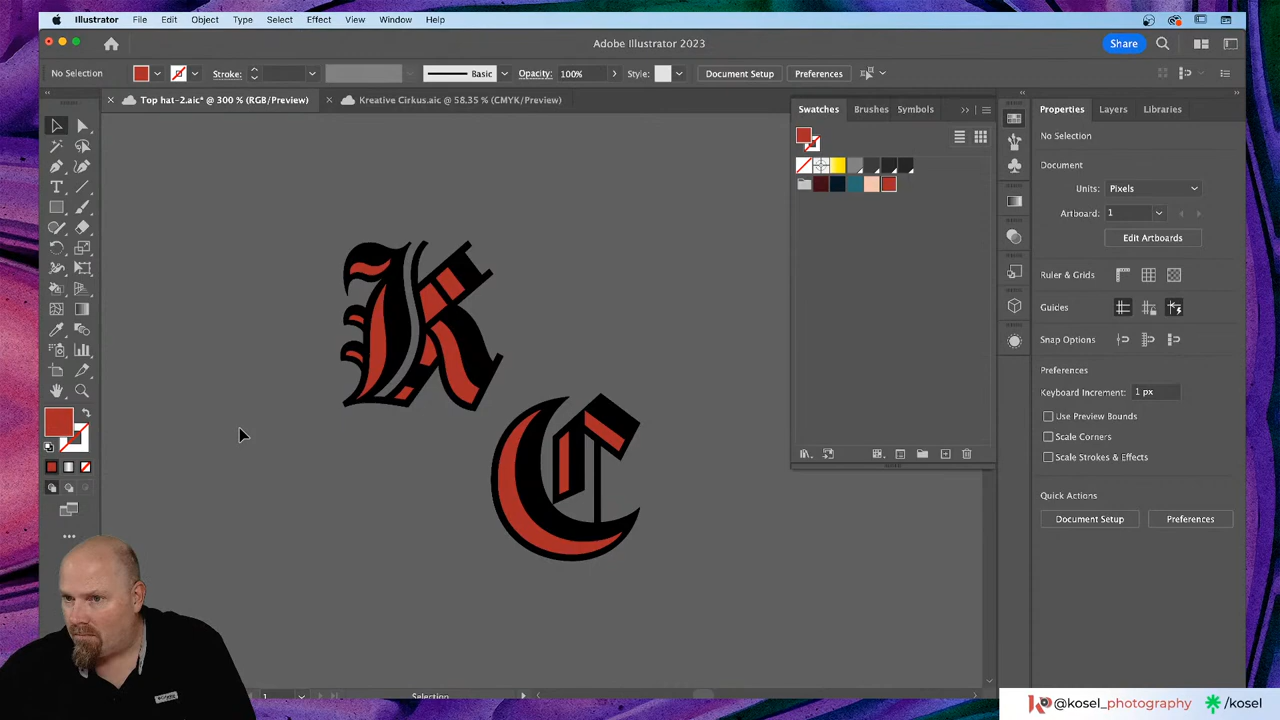 Illustrator File Edit Object Type Select Effect View Window Help
Adobe Illustrator 2023
Share
No Selection
Stroke:
Basic
Opacity: 100%
Style:
Document Setup
Preferences
Top hat-2.aic* @ 300 % (RGB/Preview)
Kreative Cirkus.aic @ 58.35 % (CMYK/Preview)
Swatches Brushes Symbols
Properties Layers Libraries
No Selection
Document
Units: Pixels
Artboard: 1
Edit Artboards
Ruler & Grids
Guides
Snap Options
Preferences
Keyboard Increment: 1 px
Use Preview Bounds
Scale Corners
Scale Strokes & Effects
Quick Actions
Document Setup
Preferences
K
C
1
Selection
@kosel_photography
/kosel